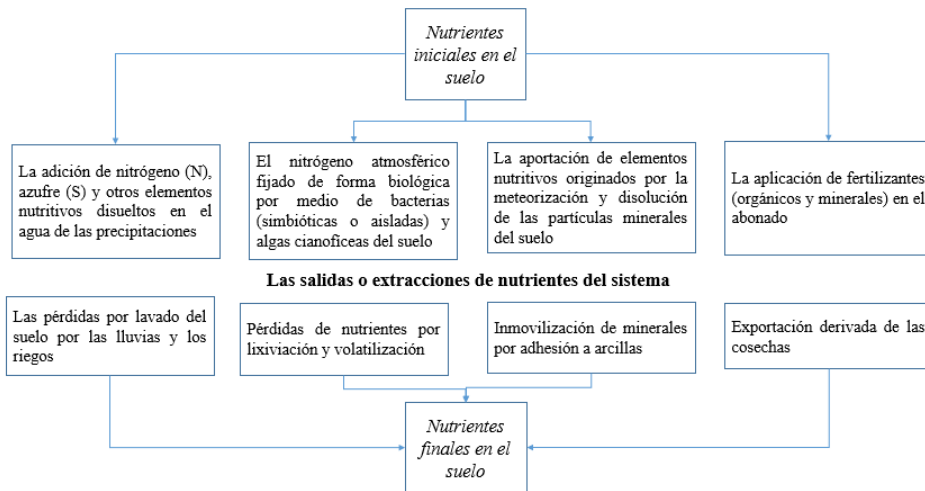 Nutrientes
iniciales en el
suelo
La adición de nitrógeno (N),
azufre (S) y otros elementos
nutritivos disueltos en el
agua de las precipitaciones
El nitrógeno atmosférico
fijado de forma biológica
por medio de bacterias
(simbióticas o aisladas) y
algas cianofíceas del suelo
La aportación de elementos
nutritivos originados por la
meteorización y disolución
de las partículas minerales
del suelo
La aplicación de fertilizantes
(orgánicos y minerales) en el
abonado
Las salidas o extracciones de nutrientes del sistema
Las pérdidas por lavado del
suelo por las lluvias y los
riegos
Pérdidas de nutrientes por
lixiviación y volatilización
Inmovilización de minerales
por adhesión a arcillas
Exportación derivada de las
cosechas
Nutrientes
finales en el
suelo